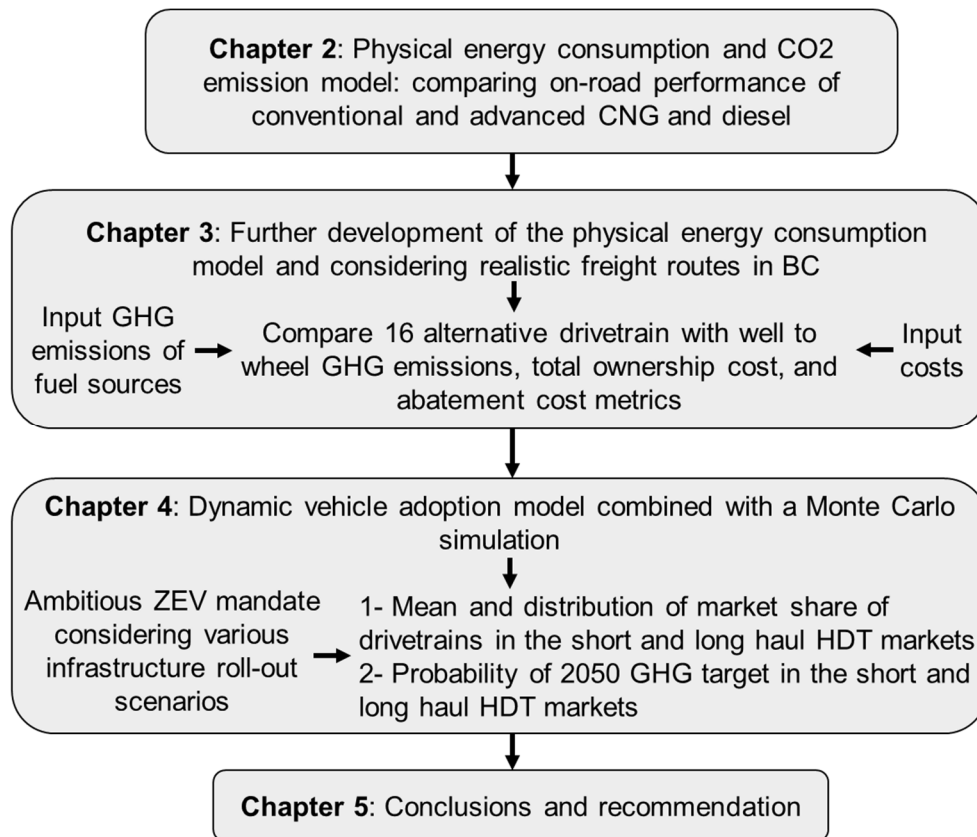 Chapter 2: Physical energy consumption and CO2
emission model: comparing on-road performance of
conventional and advanced CNG and diesel
Chapter 3: Further development of the physical energy consumption
model and considering realistic freight routes in BC
Input GHG
emissions of
fuel sources
Compare 16 alternative drivetrain with well to
wheel GHG emissions, total ownership cost, and
abatement cost metrics
Input
costs
Chapter 4: Dynamic vehicle adoption model combined with a Monte Carlo
simulation
Ambitious ZEV mandate
considering various
infrastructure roll-out
scenarios
1- Mean and distribution of market share of
drivetrains in the short and long haul HDT markets
2- Probability of 2050 GHG target in the short and
long haul HDT markets
Chapter 5: Conclusions and recommendation